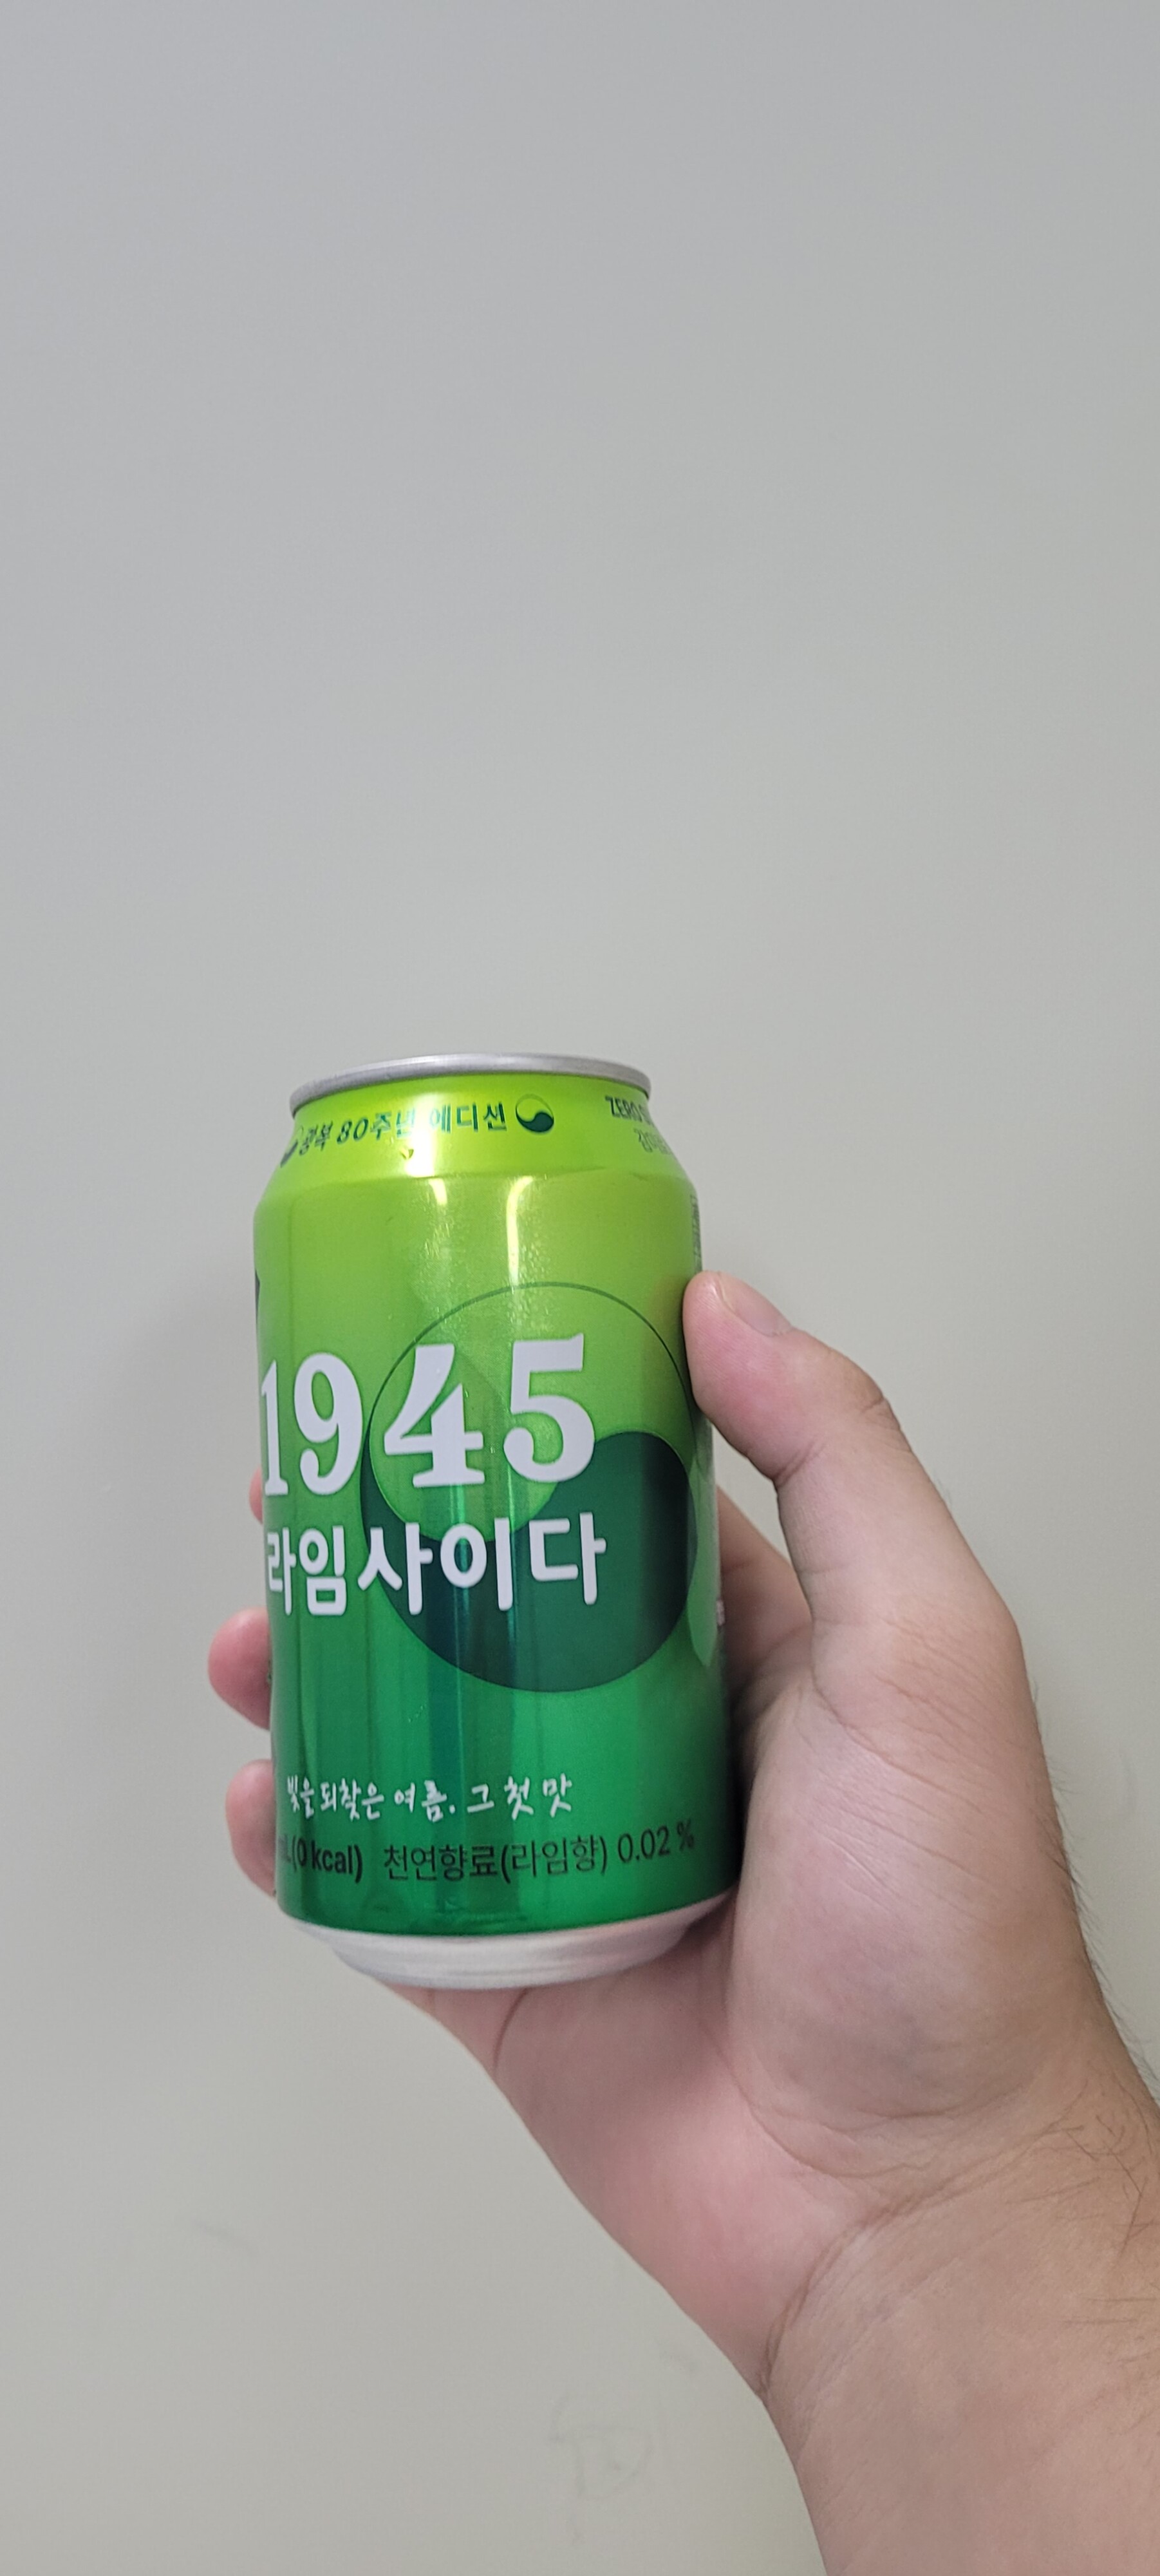 광복 80주년 에디션
ZERO
1945
라임사이다
빛을 되찾은 여름. 그 첫 맛
(0 kcal) 천연향료(라임향) 0.02 %